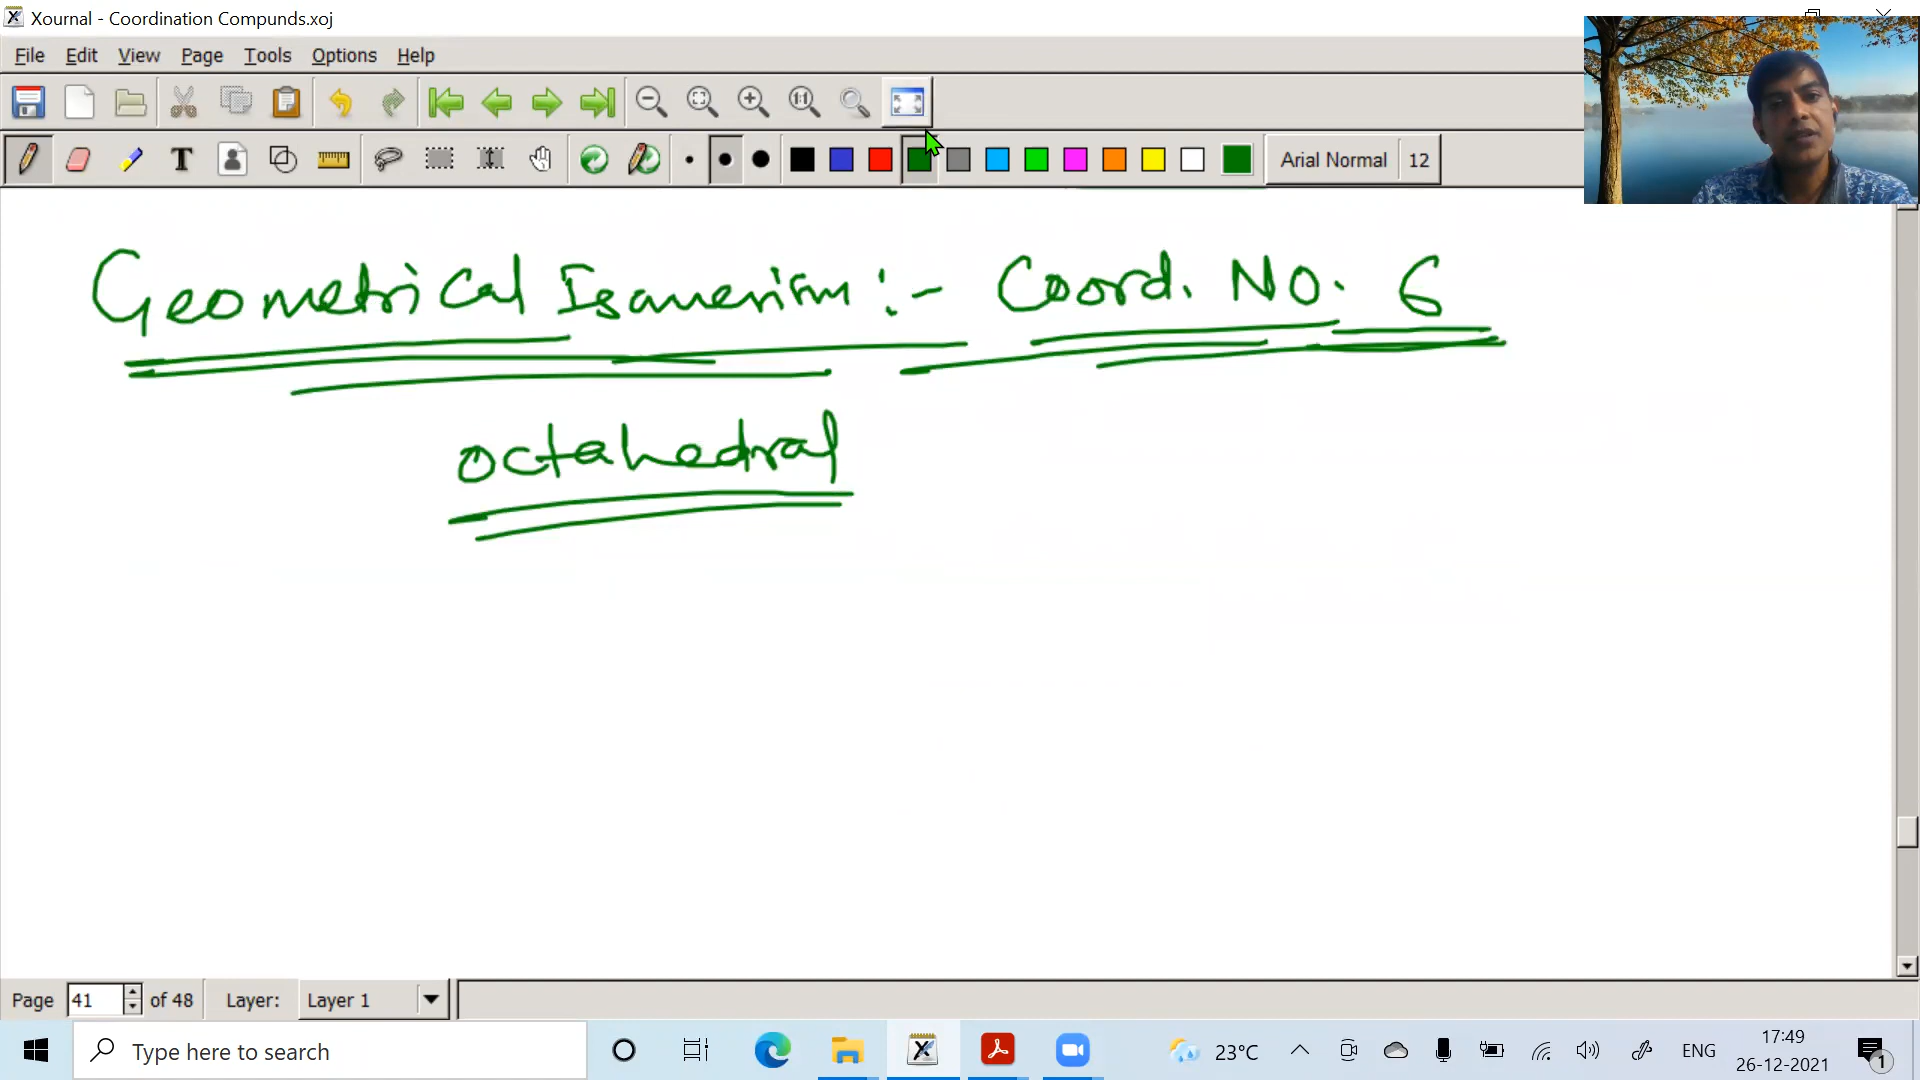 Xournal - Coordination Compunds.xoj
File Edit View Page Tools Options Help
T Arial Normal 12
Geometrical Isomerism :- Coord. No. 6
octahedral
Page 41 of 48 Layer: Layer 1
Type here to search 23°C ENG 17:49
26-12-2021 1